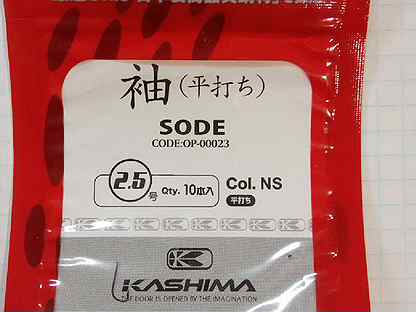 袖(平打ち)
SODE
CODE:OP-00023
2.5号 Qty. 10本入 Col. NS
平打ち
KASHIMA
THE DOOR IS OPENED BY THE IMAGINATION